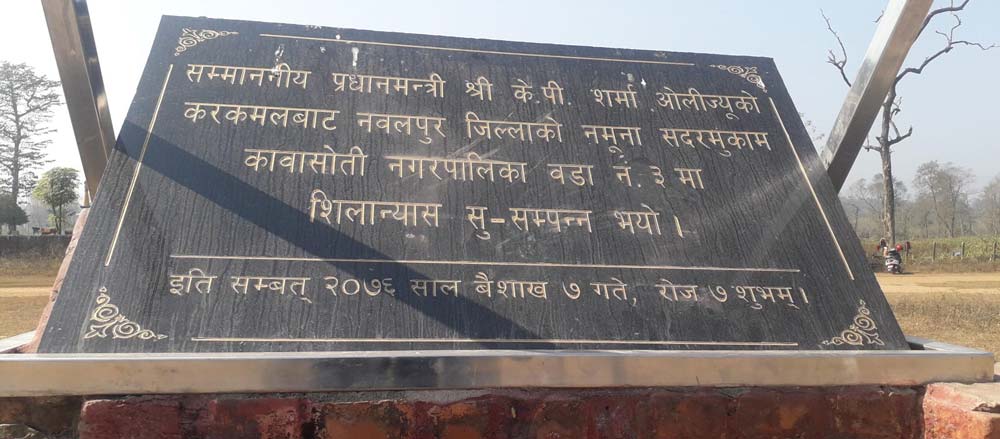 सम्माननीय प्रधानमन्त्री श्री के.पी. शर्मा ओलीज्यूको
करकमलबाट नवलपुर जिल्लाको नमूना सदरमुकाम
कावासोती नगरपालिका वडा नं. ३ मा
शिलान्यास सु-सम्पन्न भयो ।
इति सम्बत् २०७६ साल बैशाख ७ गते, रोज ७ शुभम् ।